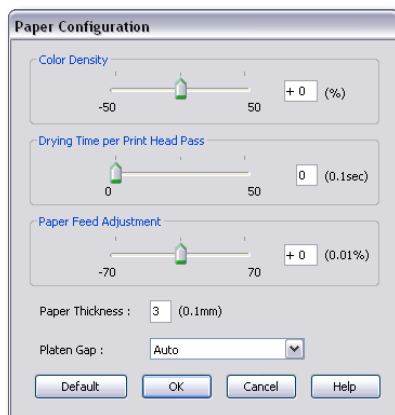 Paper Configuration
Color Density
-50 50 + 0 (%)
Drying Time per Print Head Pass
0 50 0 (0.1sec)
Paper Feed Adjustment
-70 70 + 0 (0.01%)
Paper Thickness : 3 (0.1mm)
Platen Gap : Auto
Default OK Cancel Help